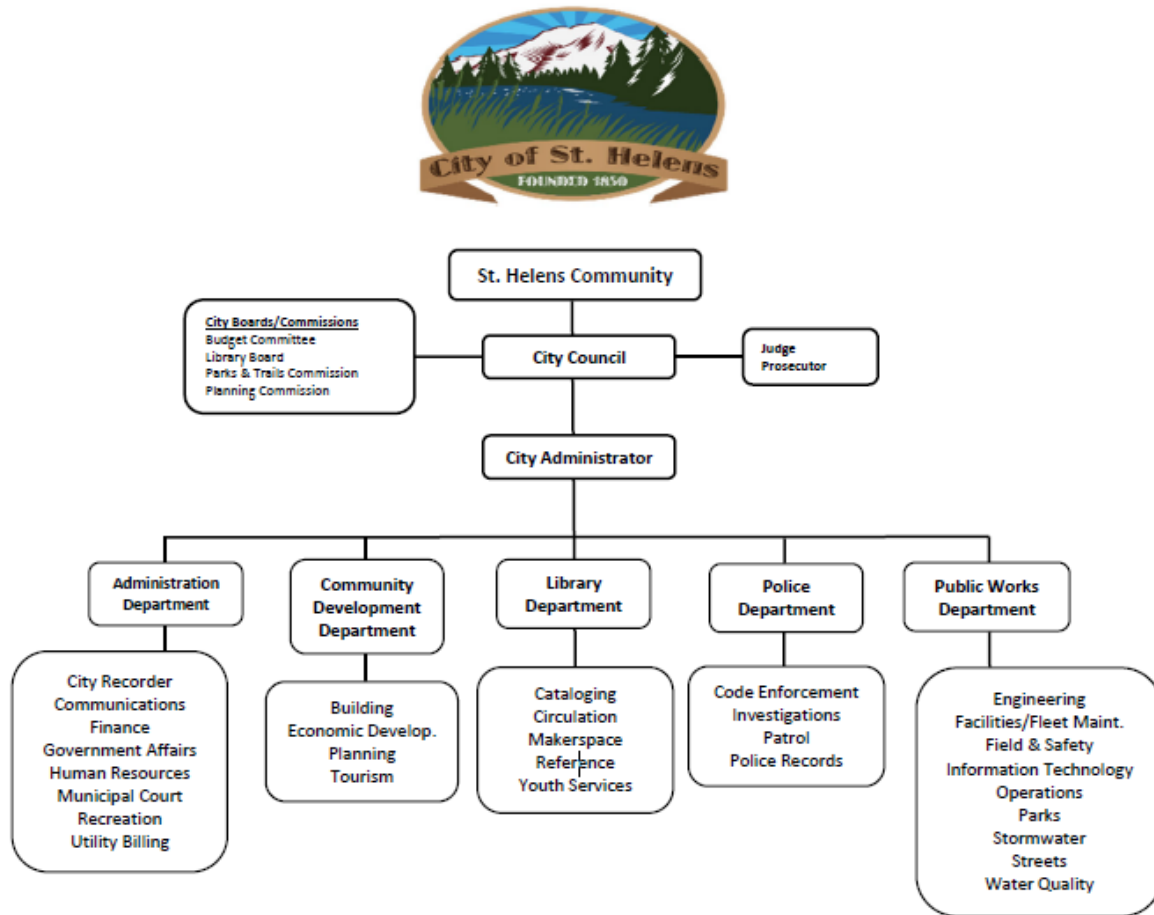 City of St. Helens
FOUNDED 1850
St. Helens Community
City Boards/Commissions
Budget Committee
Library Board
Parks & Trails Commission
Planning Commission
City Council
Judge
Prosecutor
City Administrator
Administration
Department
Community
Development
Department
Library
Department
Police
Department
Public Works
Department
City Recorder
Communications
Finance
Government Affairs
Human Resources
Municipal Court
Recreation
Utility Billing
Building
Economic Develop.
Planning
Tourism
Cataloging
Circulation
Makerspace
Reference
Youth Services
Code Enforcement
Investigations
Patrol
Police Records
Engineering
Facilities/Fleet Maint.
Field & Safety
Information Technology
Operations
Parks
Stormwater
Streets
Water Quality